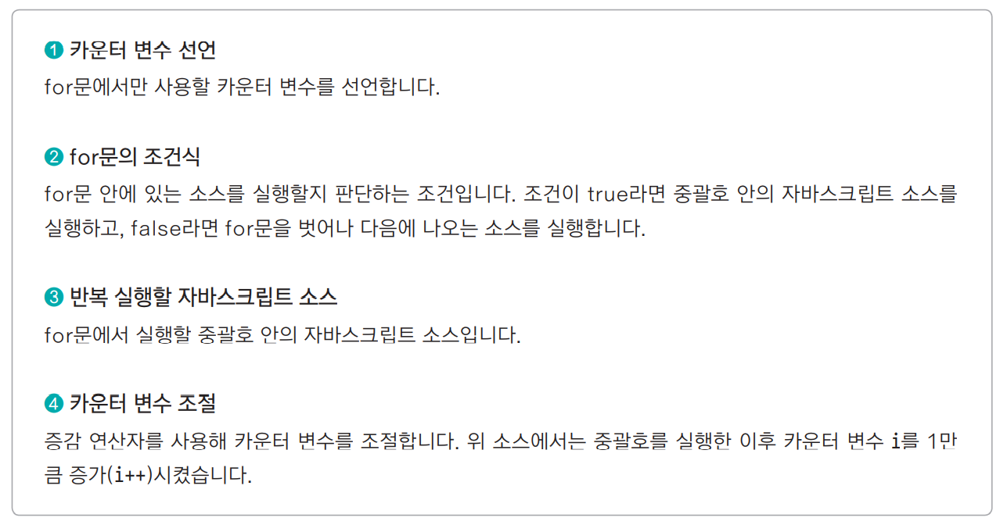 ❶ 카운터 변수 선언
for문에서만 사용할 카운터 변수를 선언합니다.
❷ for문의 조건식
for문 안에 있는 소스를 실행할지 판단하는 조건입니다. 조건이 true라면 중괄호 안의 자바스크립트 소스를
실행하고, false라면 for문을 벗어나 다음에 나오는 소스를 실행합니다.
❸ 반복 실행할 자바스크립트 소스
for문에서 실행할 중괄호 안의 자바스크립트 소스입니다.
❹ 카운터 변수 조절
증감 연산자를 사용해 카운터 변수를 조절합니다. 위 소스에서는 중괄호를 실행한 이후 카운터 변수 i를 1만
큼 증가(i++)시켰습니다.